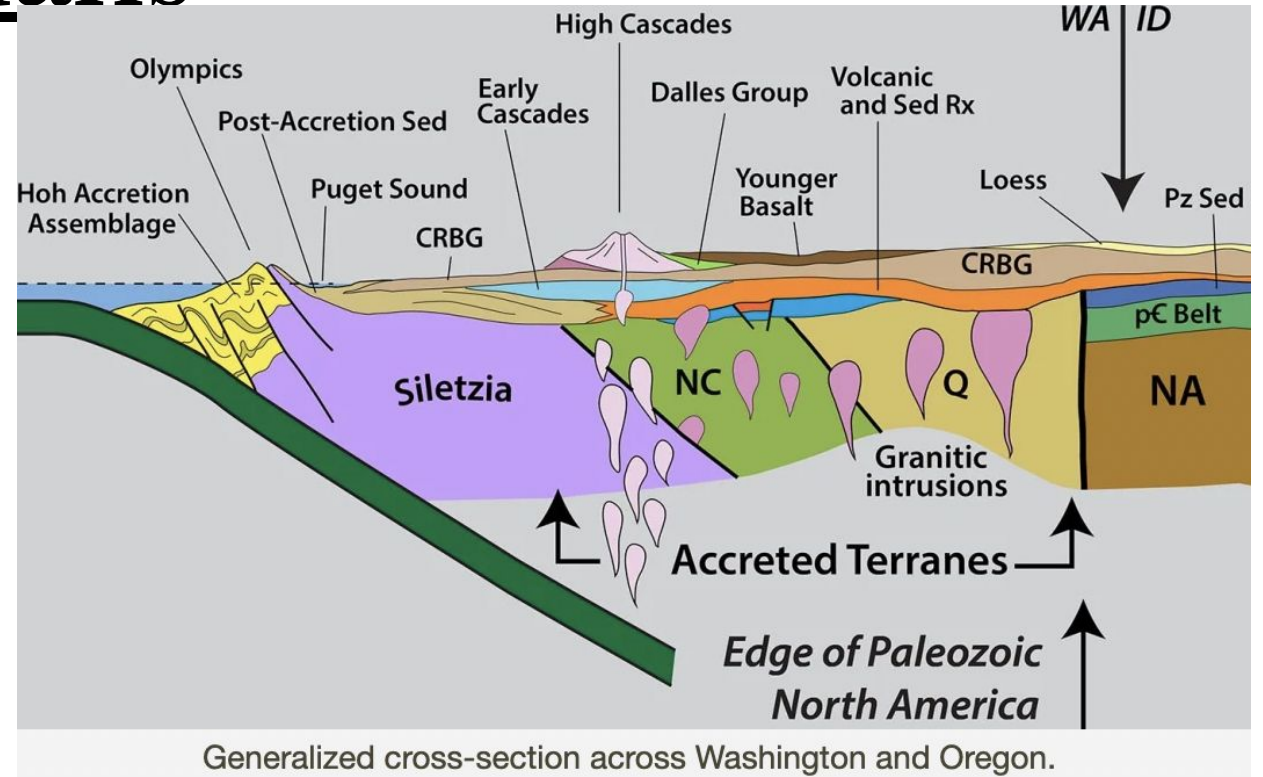 High Cascades
WA | ID
Olympics
Early
Cascades
Dalles Group
Volcanic
and Sed Rx
Post-Accretion Sed
Hoh Accretion
Assemblage
Puget Sound
Younger
Basalt
Loess
Pz Sed
CRBG
CRBG
p€ Belt
Siletzia
NC
Q
NA
Granitic
intrusions
Accreted Terranes
Edge of Paleozoic
North America
Generalized cross-section across Washington and Oregon.